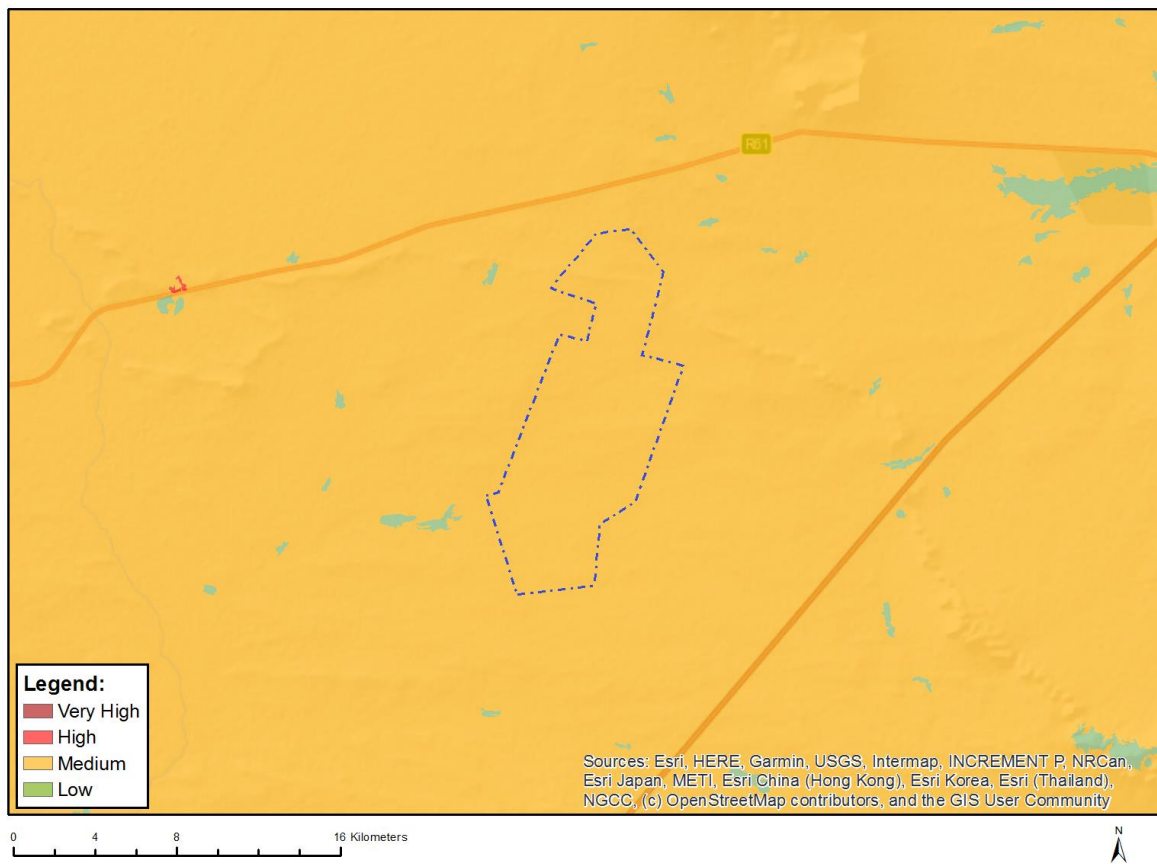 R61
Legend:
Very High
High
Medium
Low
Sources: Esri, HERE, Garmin, USGS, Intermap, INCREMENT P, NRCan,
Esri Japan, METI, Esri China (Hong Kong), Esri Korea, Esri (Thailand),
NGCC, (c) OpenStreetMap contributors, and the GIS User Community
0 4 8 16 Kilometers
N